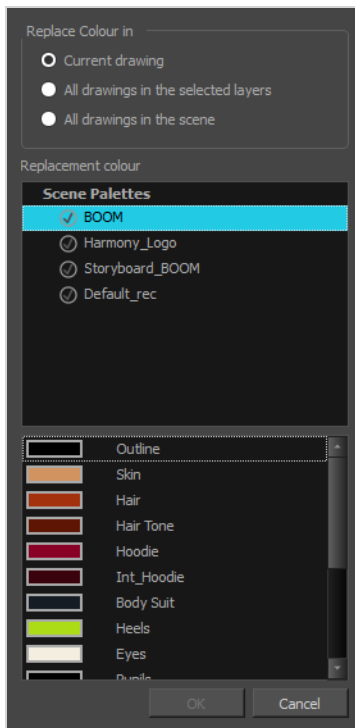 Replace Colour in
Current drawing
All drawings in the selected layers
All drawings in the scene
Replacement colour
Scene Palettes
BOOM
Harmony_Logo
Storyboard_BOOM
Default_rec
Outline
Skin
Hair
Hair Tone
Hoodie
Int_Hoodie
Body Suit
Heels
Eyes
Pupils
OK
Cancel